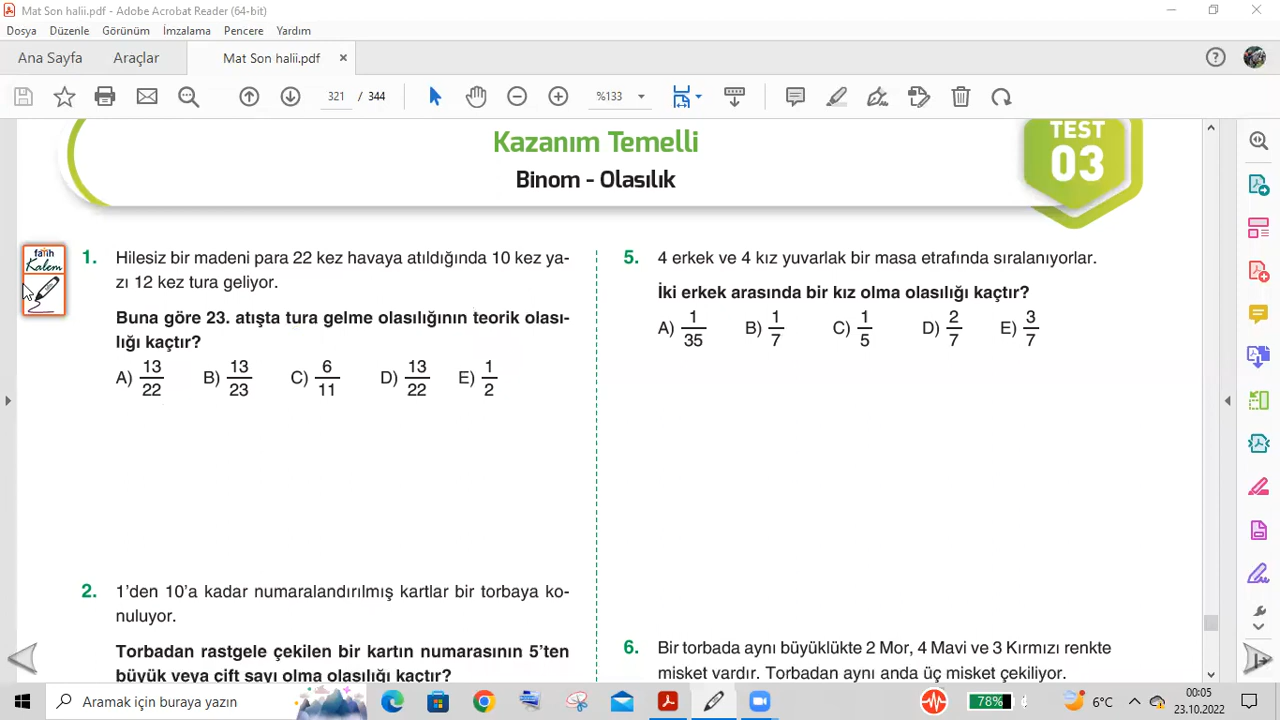 Mat Son halii.pdf - Adobe Acrobat Reader (64-bit)
Dosya Düzenle Görünüm İmzalama Pencere Yardım
Ana Sayfa Araçlar Mat Son halii.pdf ×
321 / 344 %133
Kazanım Temelli
Binom - Olasılık
TEST
03
fatih
Kalem
1. Hilesiz bir madeni para 22 kez havaya atıldığında 10 kez ya-
zı 12 kez tura geliyor.
Buna göre 23. atışta tura gelme olasılığının teorik olası-
lığı kaçtır?
A) 13/22 B) 13/23 C) 6/11 D) 13/22 E) 1/2
2. 1’den 10’a kadar numaralandırılmış kartlar bir torbaya ko-
nuluyor.
Torbadan rastgele çekilen bir kartın numarasının 5’ten
büyük veya çift sayı olma olasılığı kaçtır?
5. 4 erkek ve 4 kız yuvarlak bir masa etrafında sıralanıyorlar.
İki erkek arasında bir kız olma olasılığı kaçtır?
A) 1/35 B) 1/7 C) 1/5 D) 2/7 E) 3/7
6. Bir torbada aynı büyüklükte 2 Mor, 4 Mavi ve 3 Kırmızı renkte
misket vardır. Torbadan aynı anda üç misket çekiliyor.
Aramak için buraya yazın
78%
6°C
00:05
23.10.2022